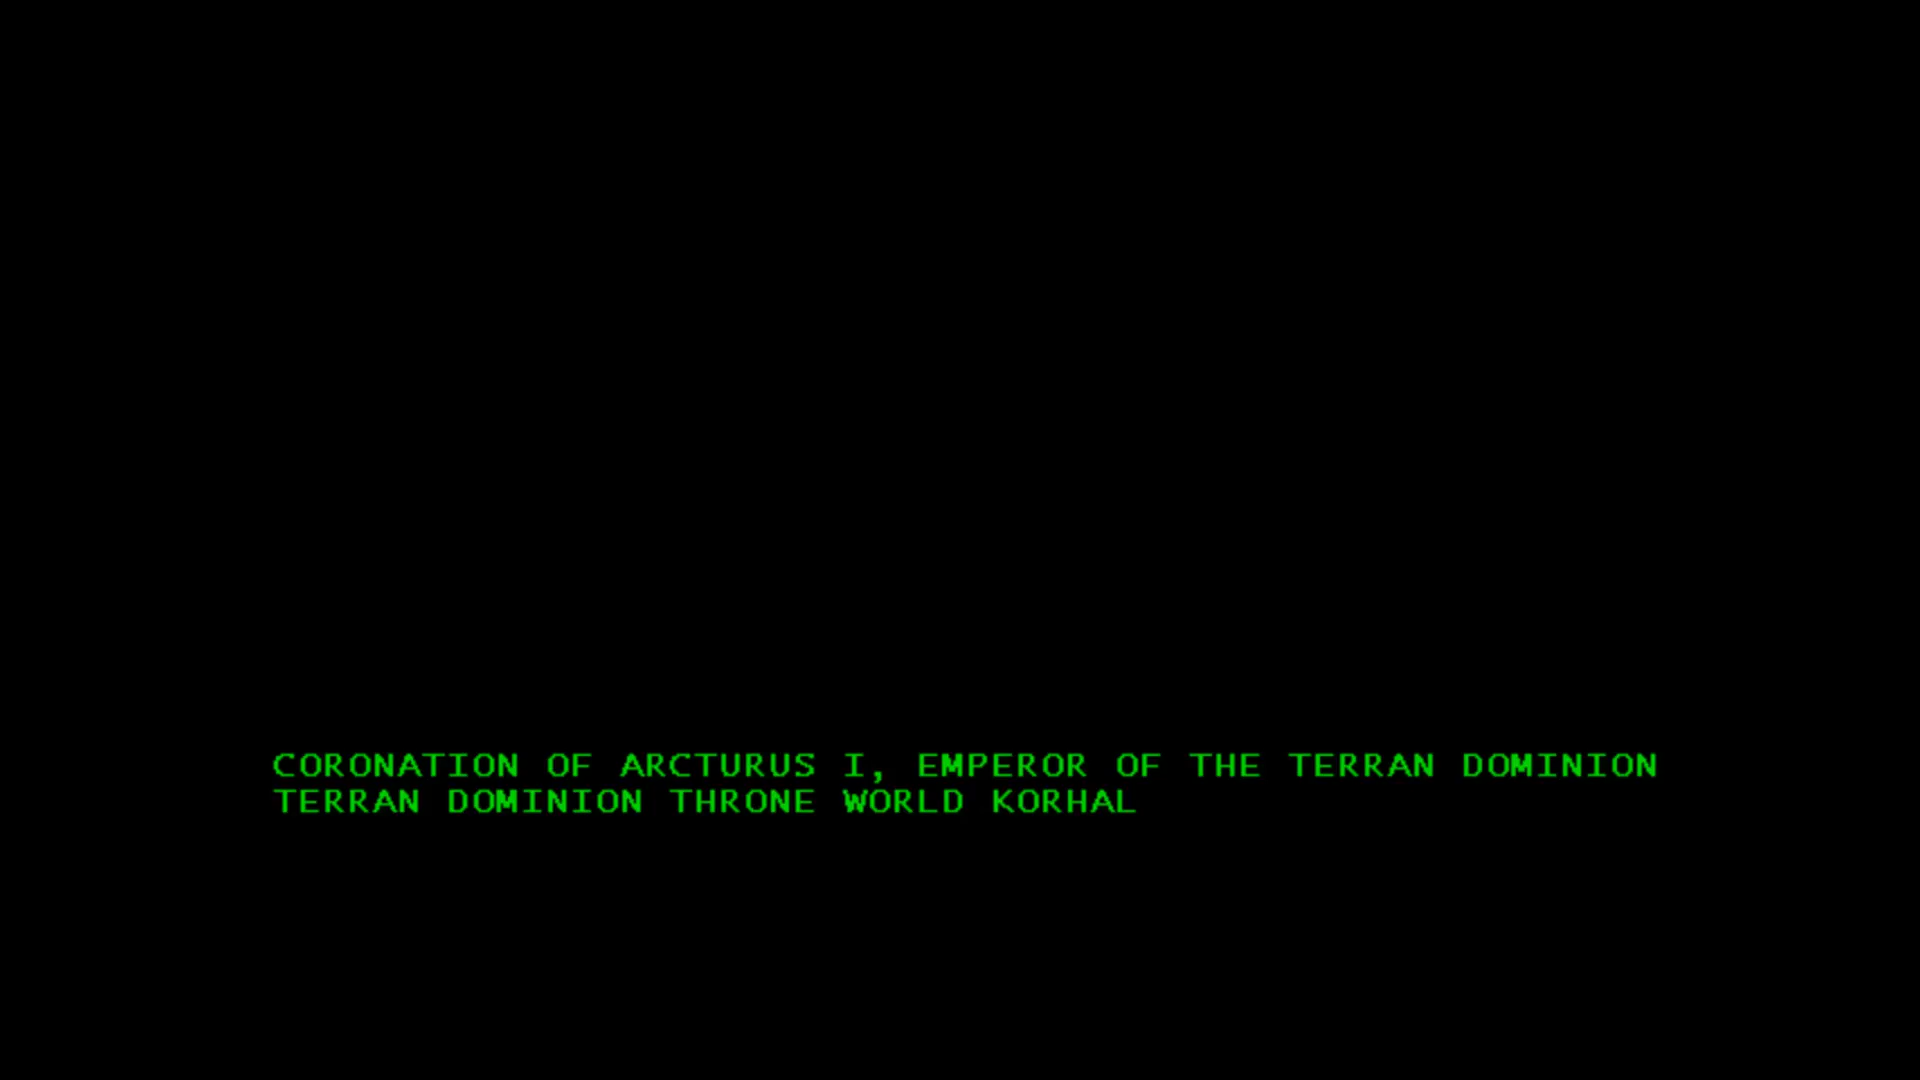 CORONATION OF ARCTURUS I, EMPEROR OF THE TERRAN DOMINION
TERRAN DOMINION THRONE WORLD KORHAL